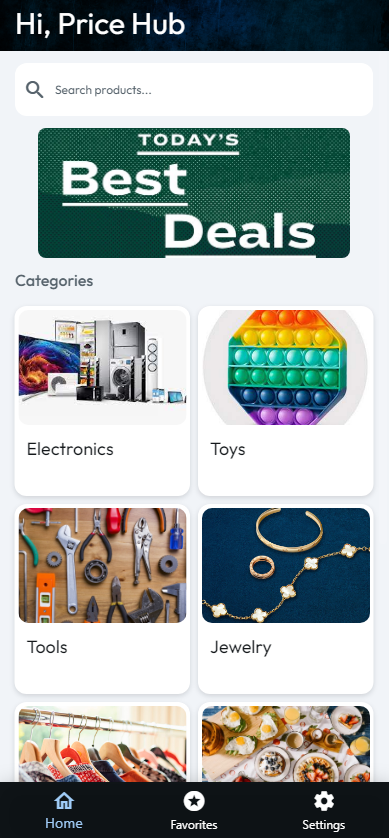 Hi, Price Hub
Search products...
TODAY'S
Best
Deals
Categories
Electronics
Toys
Tools
Jewelry
Home
Favorites
Settings